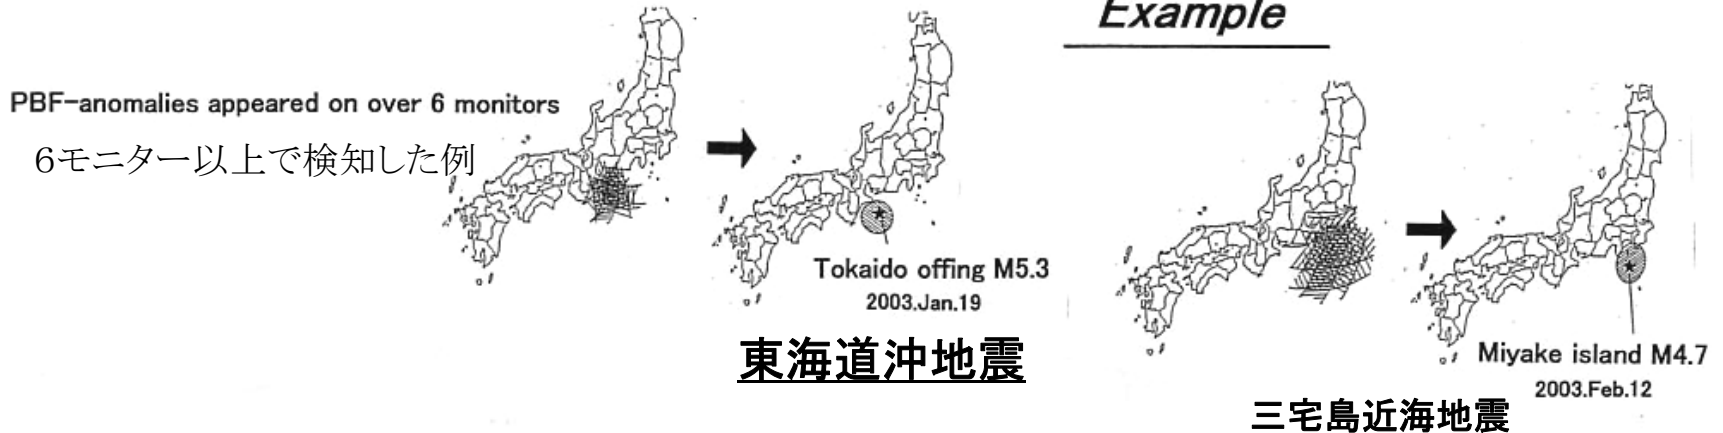 Example
PBF-anomalies appeared on over 6 monitors
6モニター以上で検知した例
Tokaido offing M5.3
2003.Jan.19
東海道沖地震
Miyake island M4.7
2003.Feb.12
三宅島近海地震